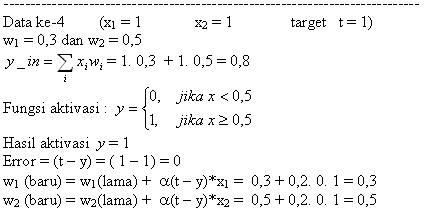 Data ke-4 (x₁ = 1 x₂ = 1 target t = 1)
w₁ = 0,3 dan w₂ = 0,5
y_in = ∑ᵢ xᵢwᵢ = 1. 0,3 + 1. 0,5 = 0,8
Fungsi aktivasi : y = { 0, jika x < 0,5
1, jika x ≥ 0,5
Hasil aktivasi y = 1
Error = (t – y) = ( 1 – 1) = 0
w₁ (baru) = w₁(lama) + α(t – y)*x₁ = 0,3 + 0,2. 0. 1 = 0,3
w₂ (baru) = w₂(lama) + α(t – y)*x₂ = 0,5 + 0,2. 0. 1 = 0,5